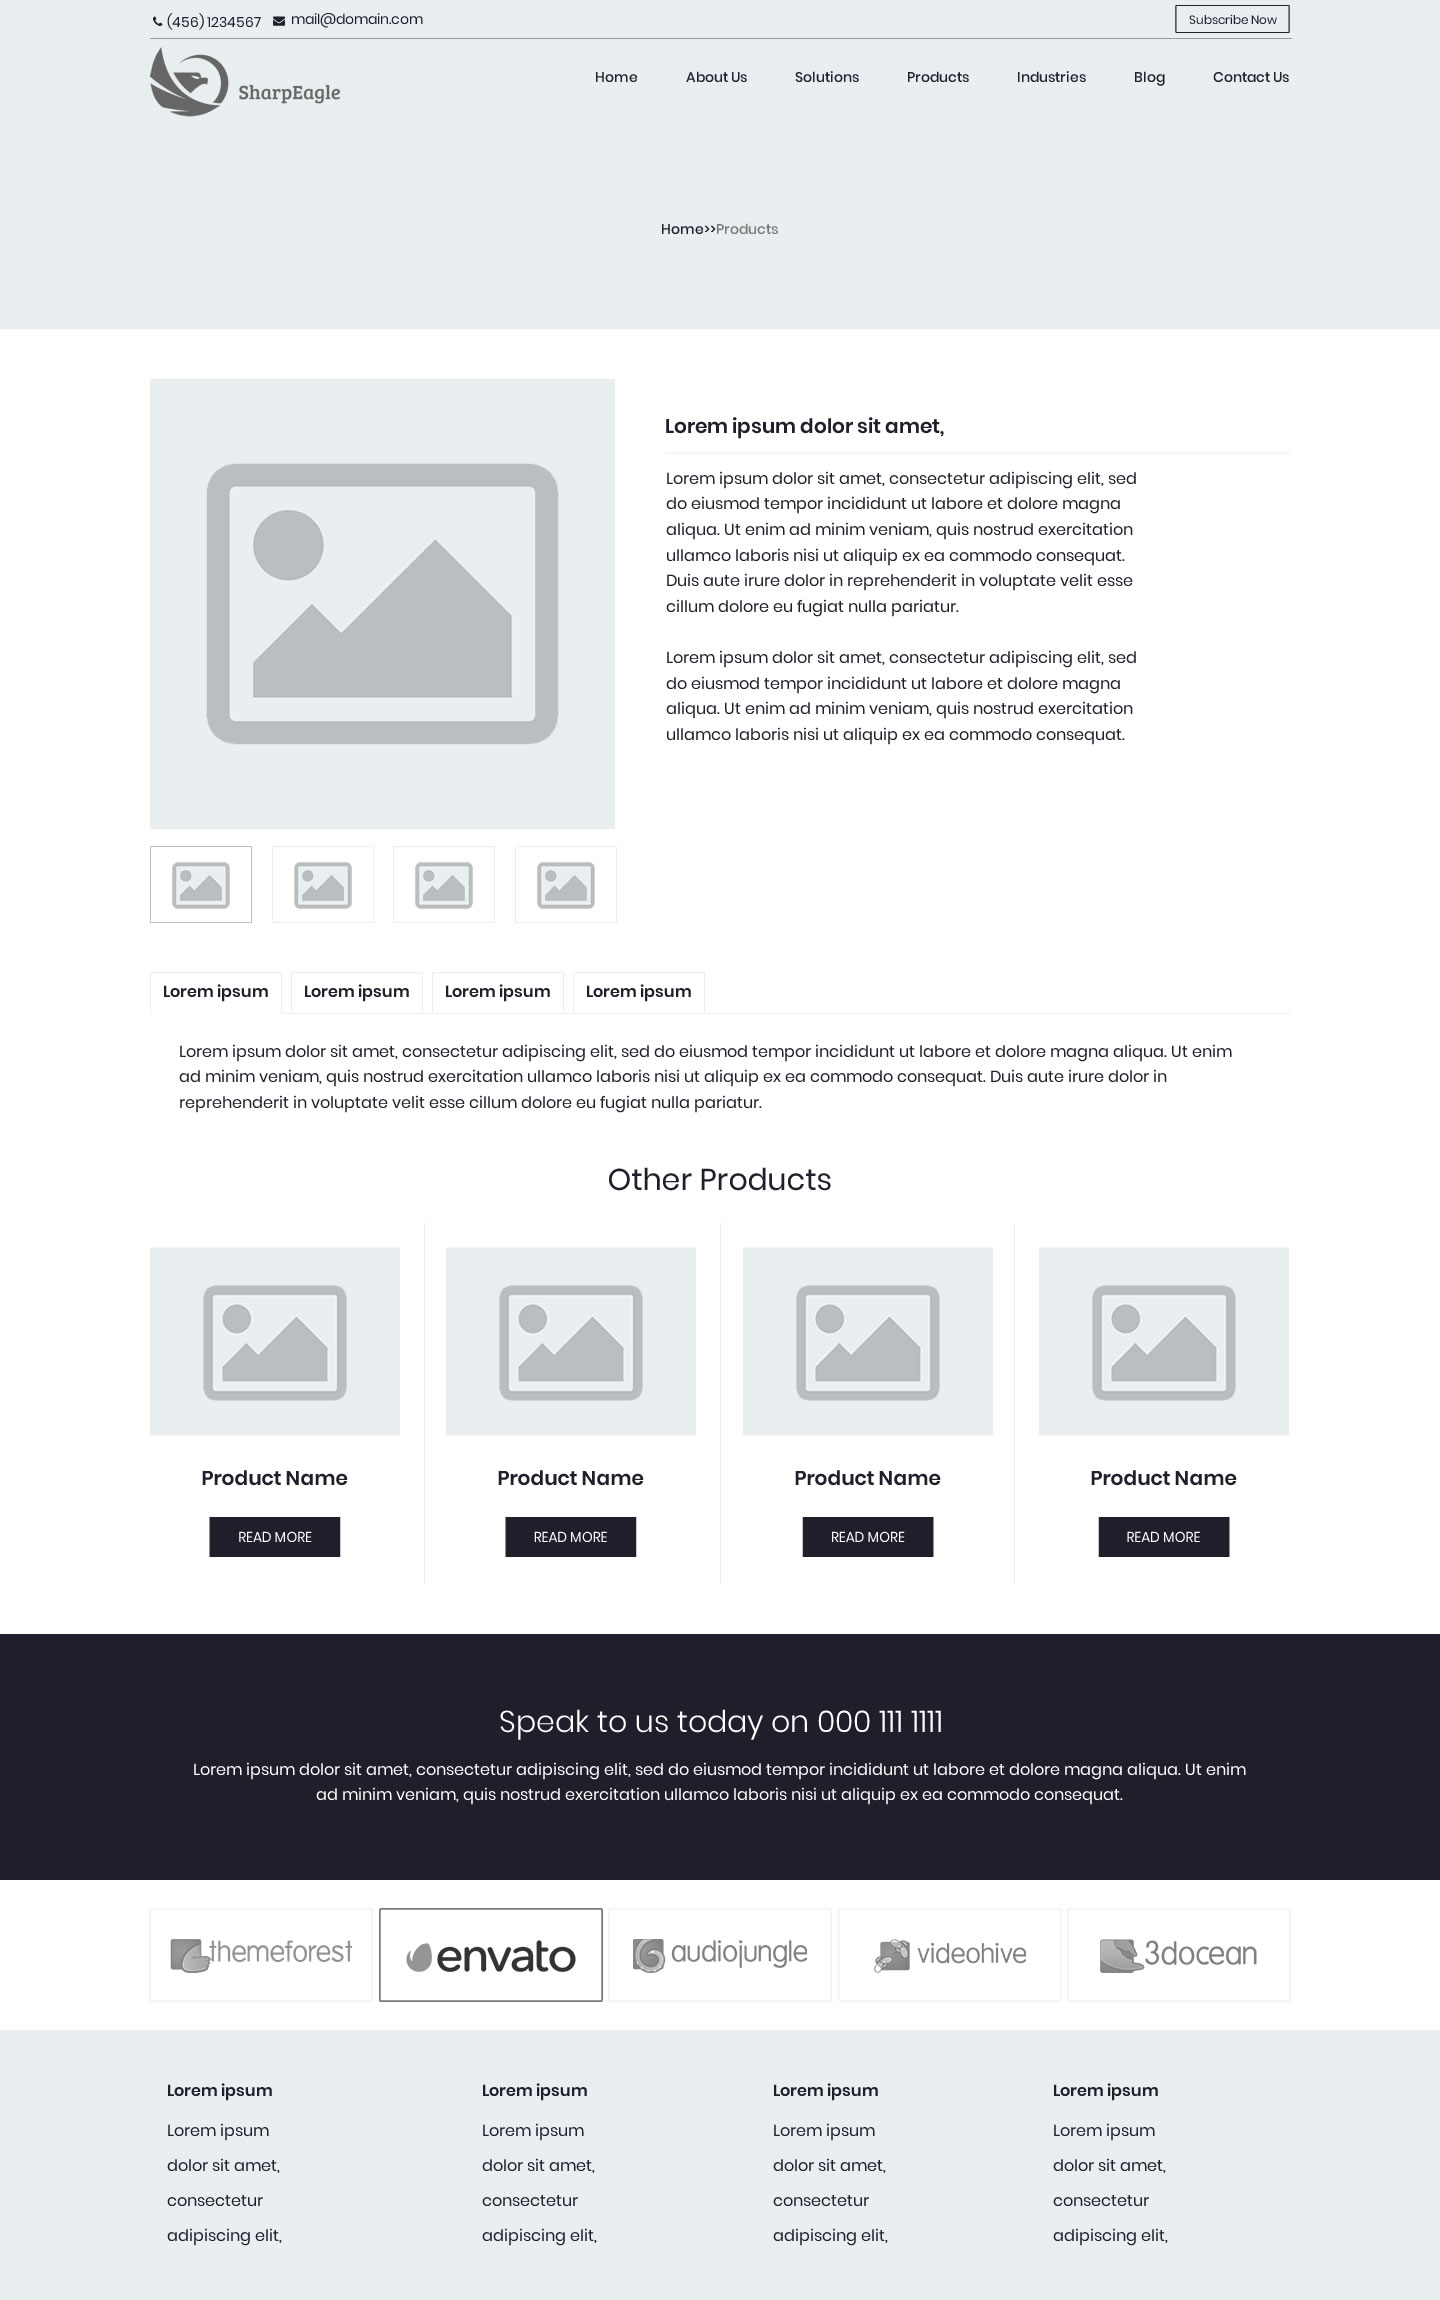 (456) 1234567 mail@domain.com Subscribe Now
SharpEagle
Home About Us Solutions Products Industries Blog Contact Us
Home>>Products
Lorem ipsum dolor sit amet,
Lorem ipsum dolor sit amet, consectetur adipiscing elit, sed
do eiusmod tempor incididunt ut labore et dolore magna
aliqua. Ut enim ad minim veniam, quis nostrud exercitation
ullamco laboris nisi ut aliquip ex ea commodo consequat.
Duis aute irure dolor in reprehenderit in voluptate velit esse
cillum dolore eu fugiat nulla pariatur.
Lorem ipsum dolor sit amet, consectetur adipiscing elit, sed
do eiusmod tempor incididunt ut labore et dolore magna
aliqua. Ut enim ad minim veniam, quis nostrud exercitation
ullamco laboris nisi ut aliquip ex ea commodo consequat.
Lorem ipsum Lorem ipsum Lorem ipsum Lorem ipsum
Lorem ipsum dolor sit amet, consectetur adipiscing elit, sed do eiusmod tempor incididunt ut labore et dolore magna aliqua. Ut enim
ad minim veniam, quis nostrud exercitation ullamco laboris nisi ut aliquip ex ea commodo consequat. Duis aute irure dolor in
reprehenderit in voluptate velit esse cillum dolore eu fugiat nulla pariatur.
Other Products
Product Name Product Name Product Name Product Name
READ MORE READ MORE READ MORE READ MORE
Speak to us today on 000 111 1111
Lorem ipsum dolor sit amet, consectetur adipiscing elit, sed do eiusmod tempor incididunt ut labore et dolore magna aliqua. Ut enim
ad minim veniam, quis nostrud exercitation ullamco laboris nisi ut aliquip ex ea commodo consequat.
themeforest envato audiojungle videohive 3docean
Lorem ipsum Lorem ipsum Lorem ipsum Lorem ipsum
Lorem ipsum Lorem ipsum Lorem ipsum Lorem ipsum
dolor sit amet, dolor sit amet, dolor sit amet, dolor sit amet,
consectetur consectetur consectetur consectetur
adipiscing elit, adipiscing elit, adipiscing elit, adipiscing elit,